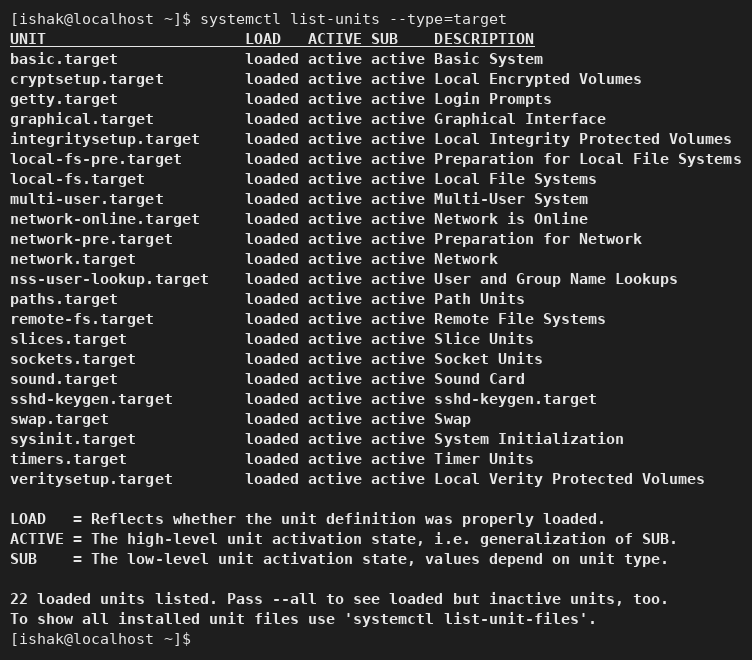 [ishak@localhost ~]$ systemctl list-units --type=target
UNIT                      LOAD   ACTIVE SUB    DESCRIPTION
basic.target              loaded active active Basic System
cryptsetup.target         loaded active active Local Encrypted Volumes
getty.target              loaded active active Login Prompts
graphical.target          loaded active active Graphical Interface
integritysetup.target     loaded active active Local Integrity Protected Volumes
local-fs-pre.target       loaded active active Preparation for Local File Systems
local-fs.target           loaded active active Local File Systems
multi-user.target         loaded active active Multi-User System
network-online.target     loaded active active Network is Online
network-pre.target        loaded active active Preparation for Network
network.target            loaded active active Network
nss-user-lookup.target    loaded active active User and Group Name Lookups
paths.target              loaded active active Path Units
remote-fs.target          loaded active active Remote File Systems
slices.target             loaded active active Slice Units
sockets.target            loaded active active Socket Units
sound.target              loaded active active Sound Card
sshd-keygen.target        loaded active active sshd-keygen.target
swap.target               loaded active active Swap
sysinit.target            loaded active active System Initialization
timers.target             loaded active active Timer Units
veritysetup.target        loaded active active Local Verity Protected Volumes

LOAD   = Reflects whether the unit definition was properly loaded.
ACTIVE = The high-level unit activation state, i.e. generalization of SUB.
SUB    = The low-level unit activation state, values depend on unit type.

22 loaded units listed. Pass --all to see loaded but inactive units, too.
To show all installed unit files use 'systemctl list-unit-files'.
[ishak@localhost ~]$